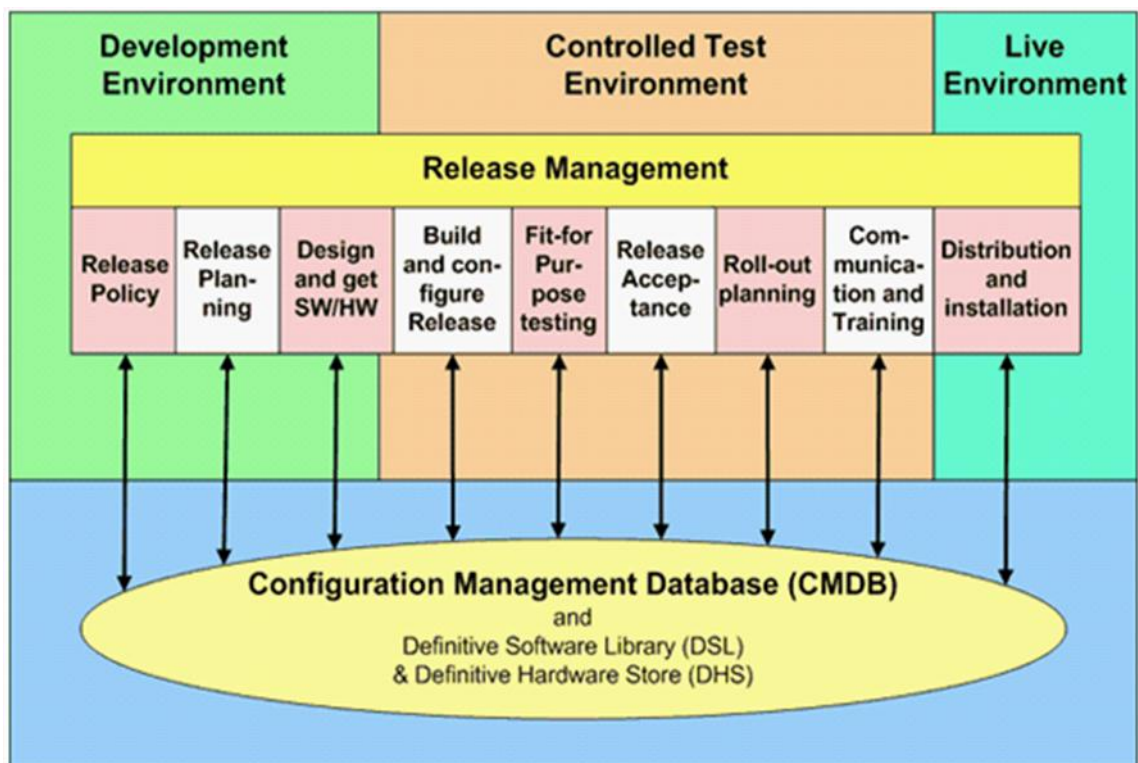 Development
Environment
Controlled Test
Environment
Live
Environment
Release Management
Release
Policy
Release
Plan-
ning
Design
and get
SW/HW
Build
and con-
figure
Release
Fit-for
Pur-
pose
testing
Release
Accep-
tance
Roll-out
planning
Com-
munica-
tion and
Training
Distribution
and
installation
Configuration Management Database (CMDB)
and
Definitive Software Library (DSL)
& Definitive Hardware Store (DHS)